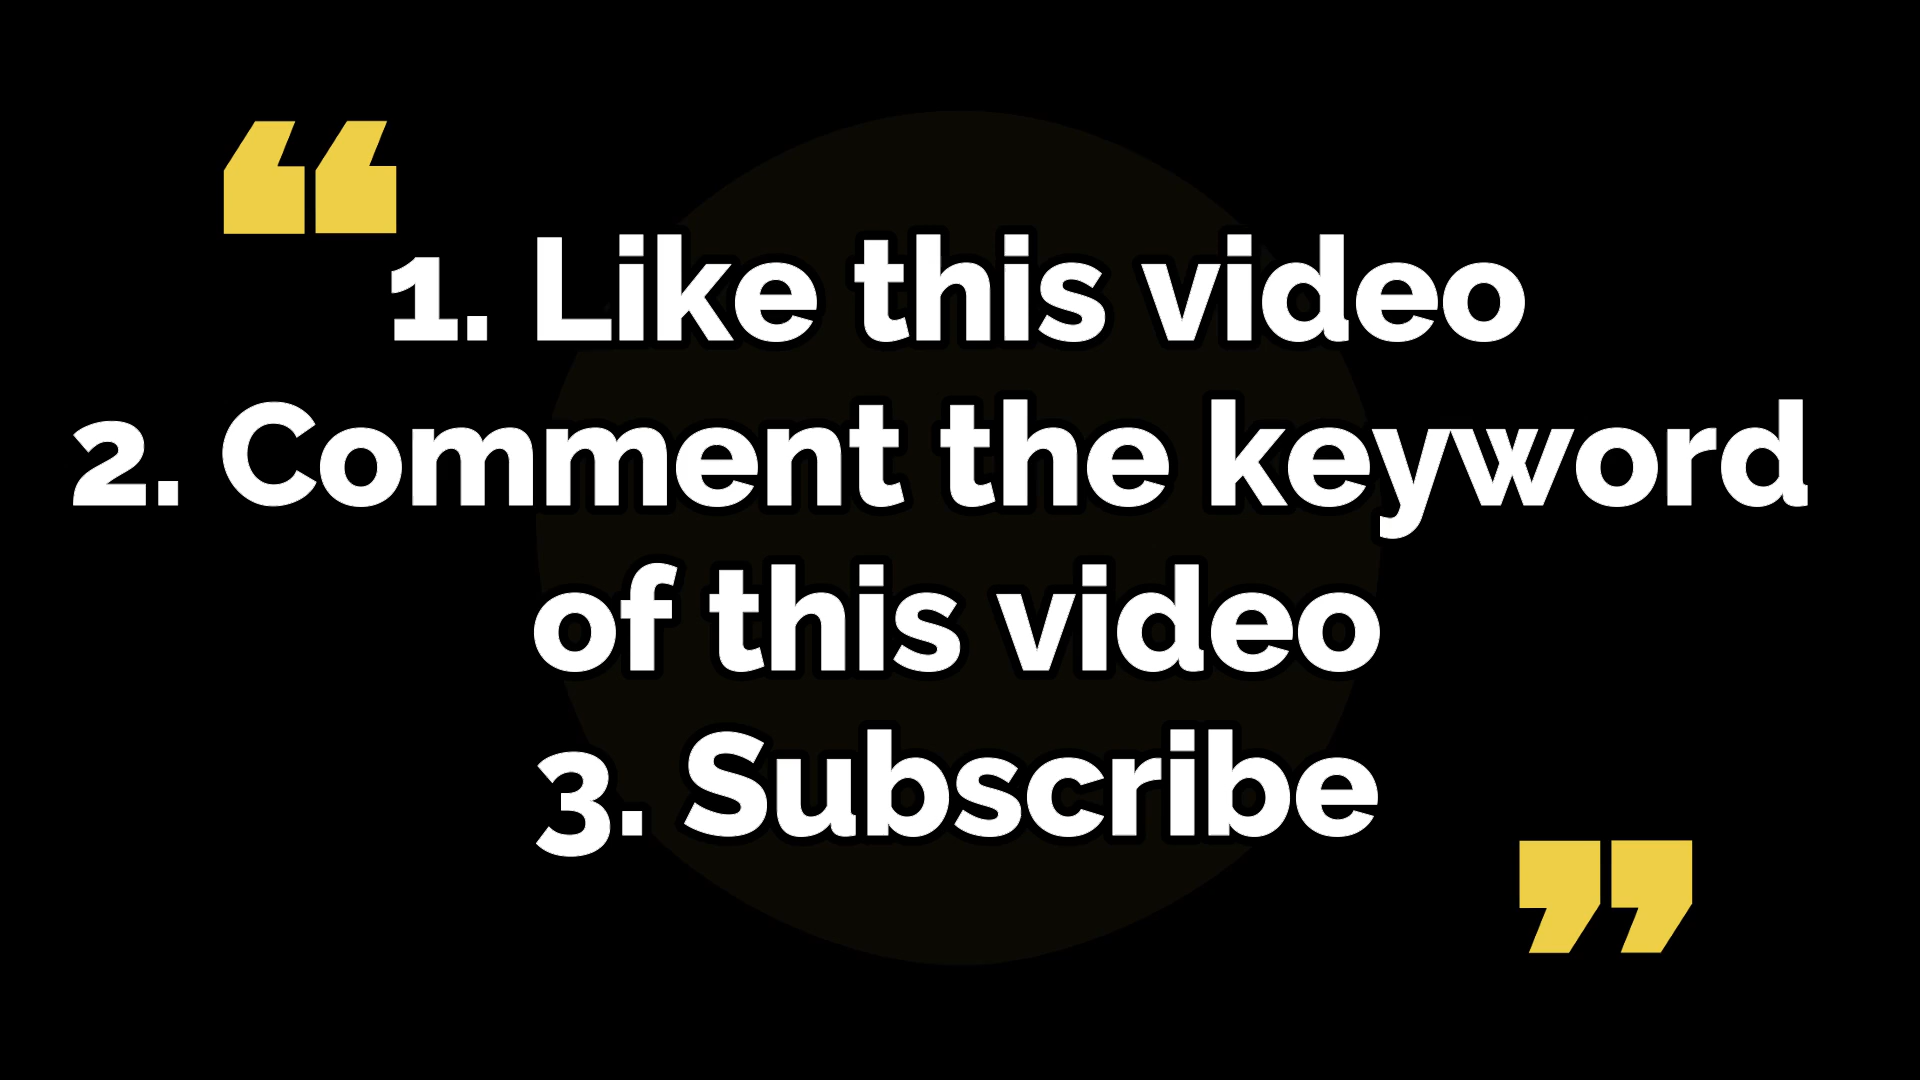 “
1. Like this video
2. Comment the keyword
of this video
3. Subscribe
”